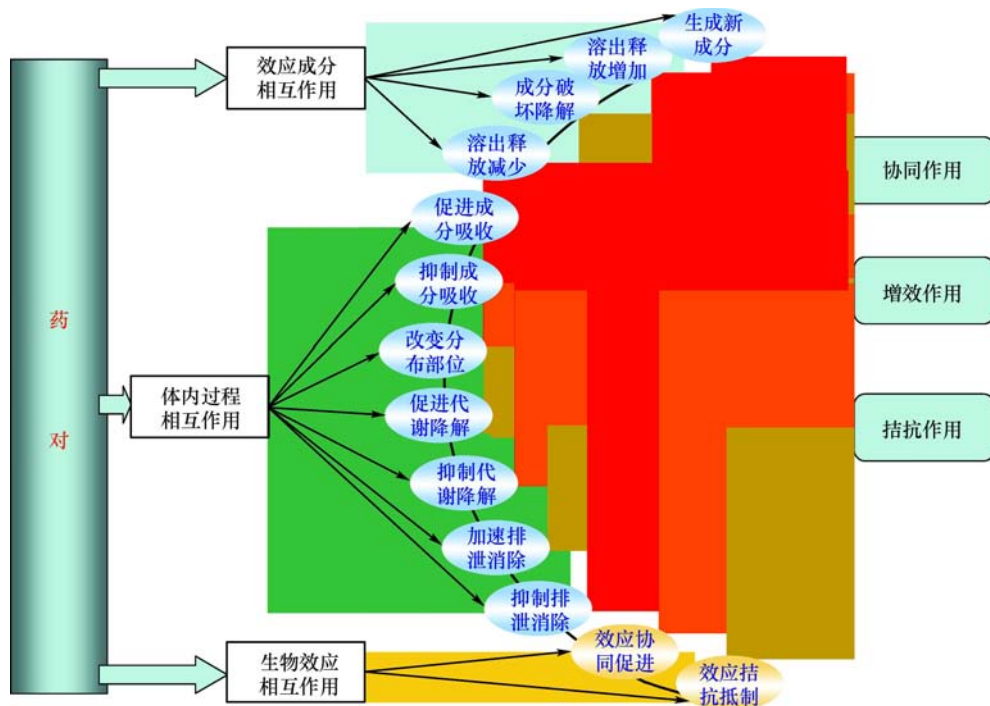 药
对
效应成分
相互作用
体内过程
相互作用
生物效应
相互作用
生成新
成分
溶出释
放增加
成分破
坏降解
溶出释
放减少
促进成
分吸收
抑制成
分吸收
改变分
布部位
促进代
谢降解
抑制代
谢降解
加速排
泄消除
抑制排
泄消除
效应协
同促进
效应拮
抗抵制
协同作用
增效作用
拮抗作用